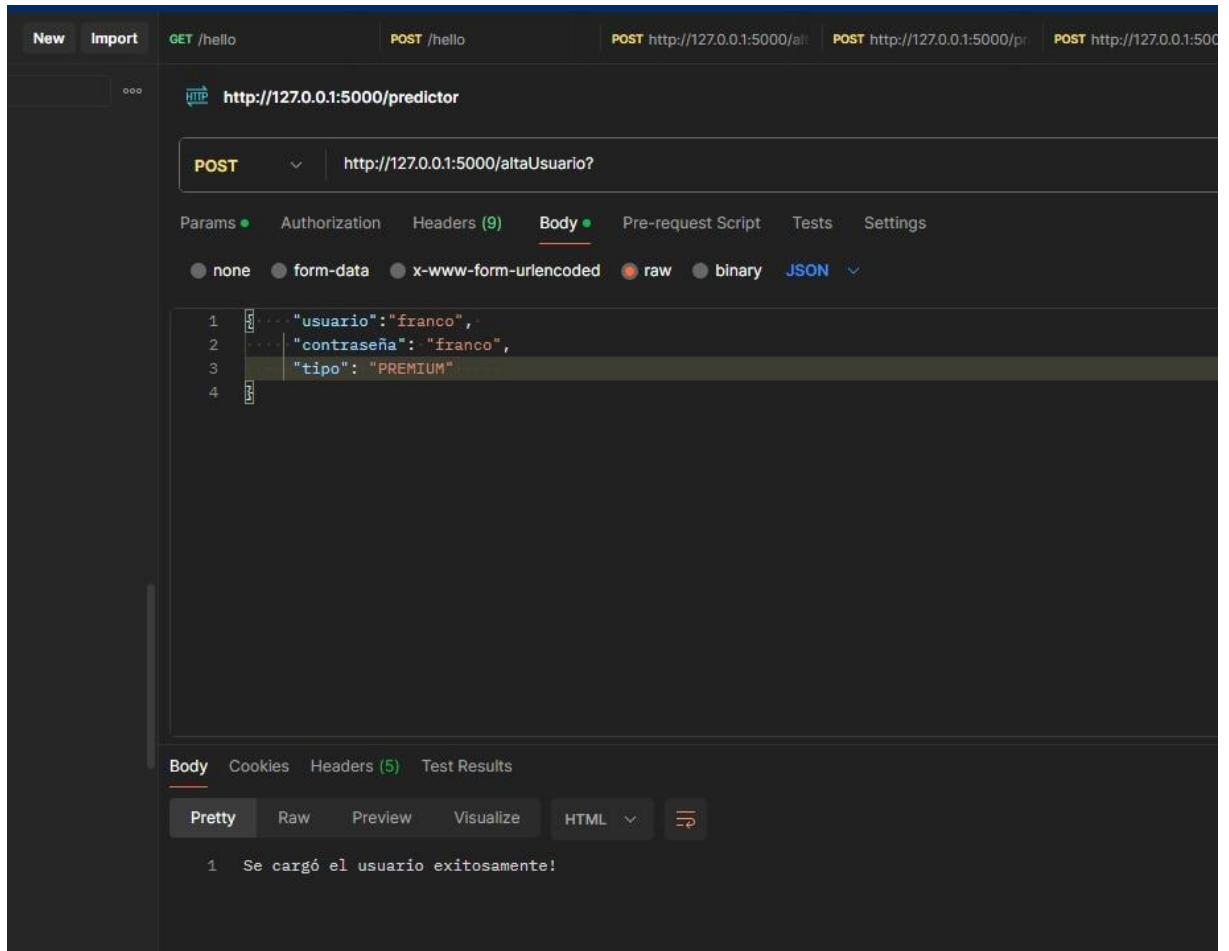 New Import GET /hello POST /hello POST http://127.0.0.1:5000/alt POST http://127.0.0.1:5000/pr POST http://127.0.0.1:500
HTTP http://127.0.0.1:5000/predictor
POST http://127.0.0.1:5000/altaUsuario?
Params Authorization Headers (9) Body Pre-request Script Tests Settings
none form-data x-www-form-urlencoded raw binary JSON
1 { "usuario":"franco",
2 "contraseña": "franco",
3 "tipo": "PREMIUM"
4 }
Body Cookies Headers (5) Test Results
Pretty Raw Preview Visualize HTML
1 Se cargó el usuario exitosamente!